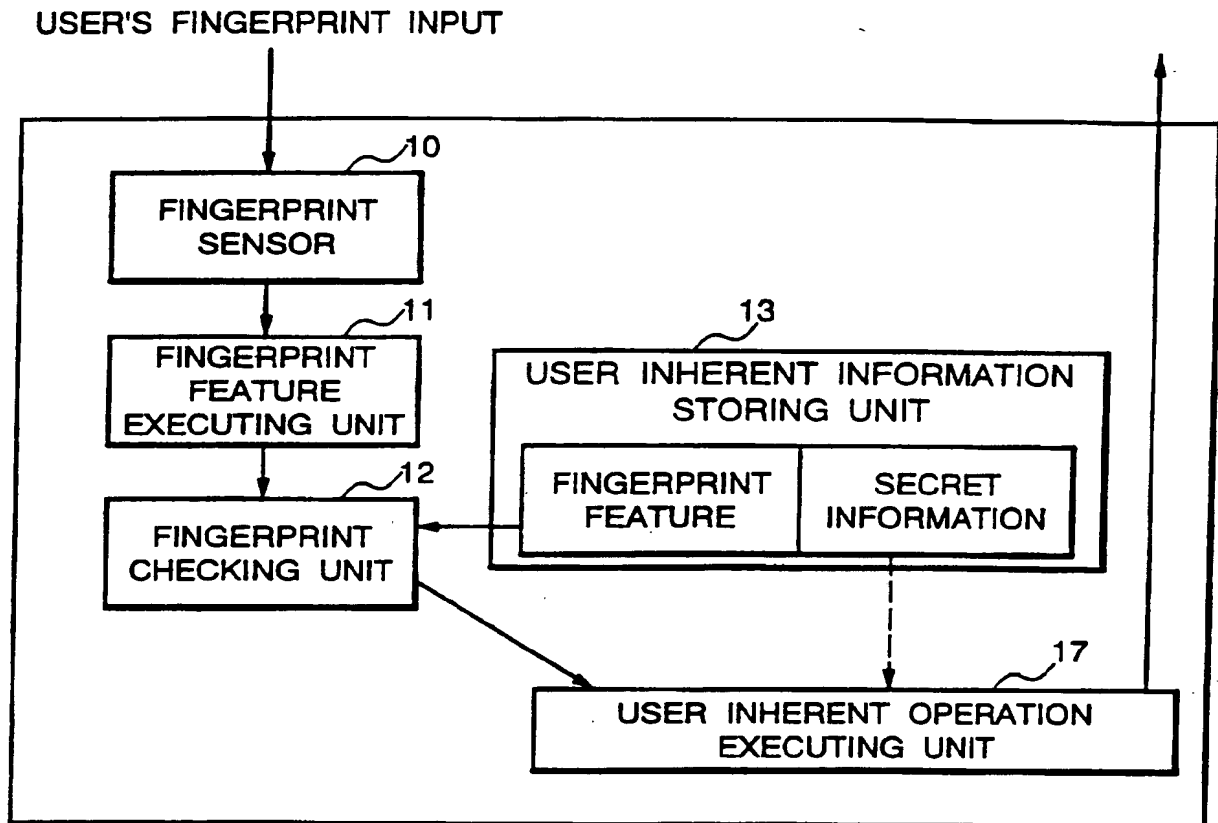 USER'S FINGERPRINT INPUT
10
FINGERPRINT
SENSOR
11
FINGERPRINT
FEATURE
EXECUTING UNIT
12
FINGERPRINT
CHECKING UNIT
13
USER INHERENT INFORMATION
STORING UNIT
FINGERPRINT
FEATURE
SECRET
INFORMATION
17
USER INHERENT OPERATION
EXECUTING UNIT